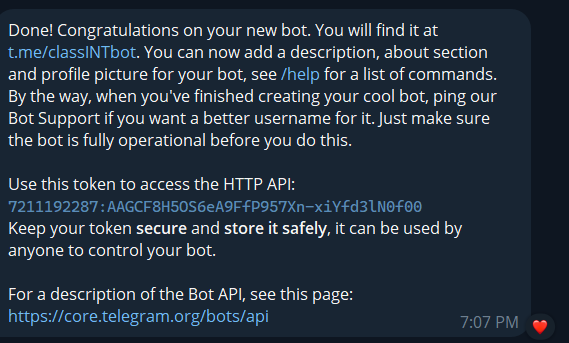 Done! Congratulations on your new bot. You will find it at
t.me/classINTbot. You can now add a description, about section
and profile picture for your bot, see /help for a list of commands.
By the way, when you've finished creating your cool bot, ping our
Bot Support if you want a better username for it. Just make sure
the bot is fully operational before you do this.
Use this token to access the HTTP API:
7211192287:AAGCF8H5OS6eA9FfP957Xn-xiYfd3lN0f00
Keep your token secure and store it safely, it can be used by
anyone to control your bot.
For a description of the Bot API, see this page:
https://core.telegram.org/bots/api
7:07 PM